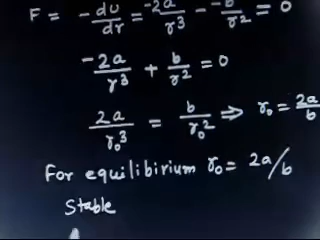 F = -dU/dr = -2a/r³ - -b/r² = 0
-2a/r³ + b/r² = 0
2a/r₀³ = b/r₀² ⇒ r₀ = 2a/b
For equilibirium r₀ = 2a/b
Stable